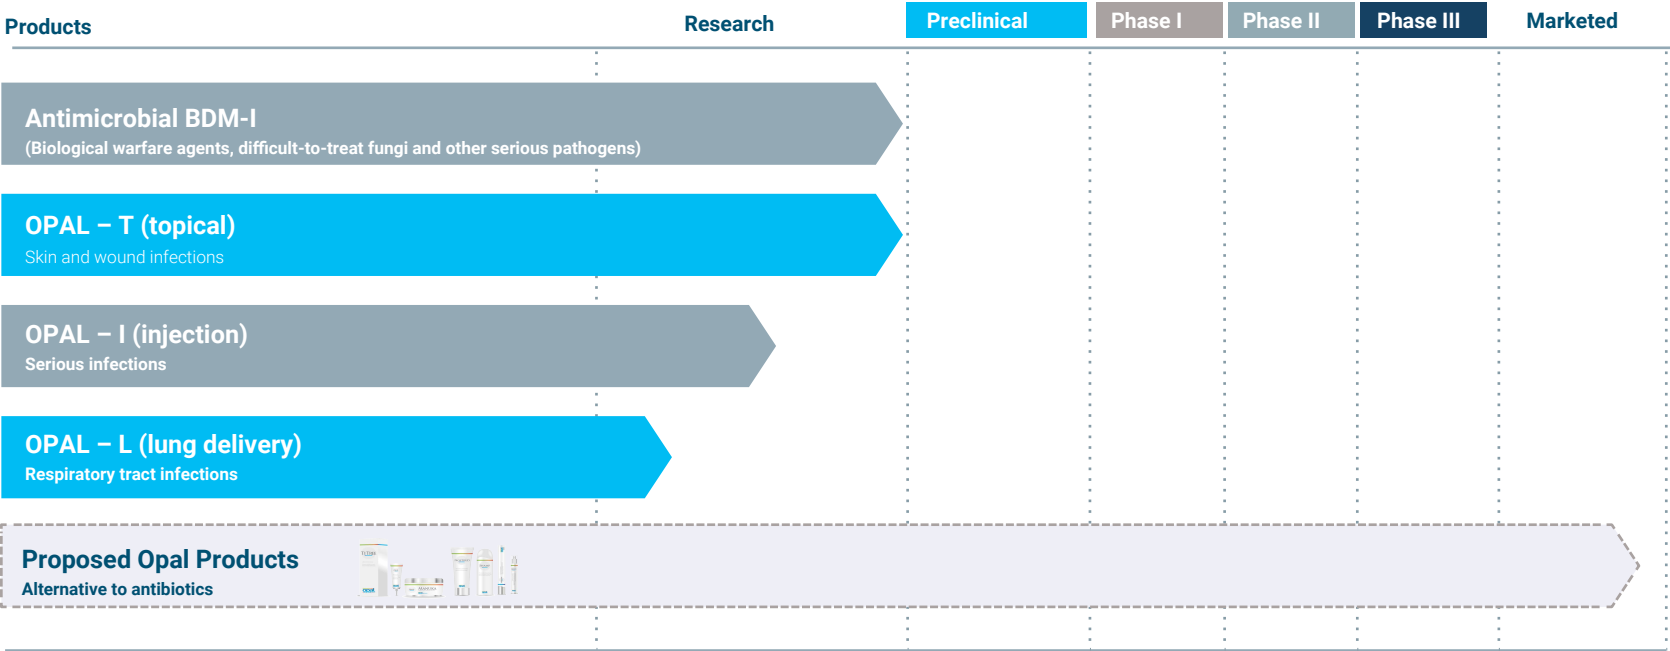 Products Research Preclinical Phase I Phase II Phase III Marketed
Antimicrobial BDM-I
(Biological warfare agents, difficult-to-treat fungi and other serious pathogens)
OPAL – T (topical)
Skin and wound infections
OPAL – I (injection)
Serious infections
OPAL – L (lung delivery)
Respiratory tract infections
Proposed Opal Products
Alternative to antibiotics
opal